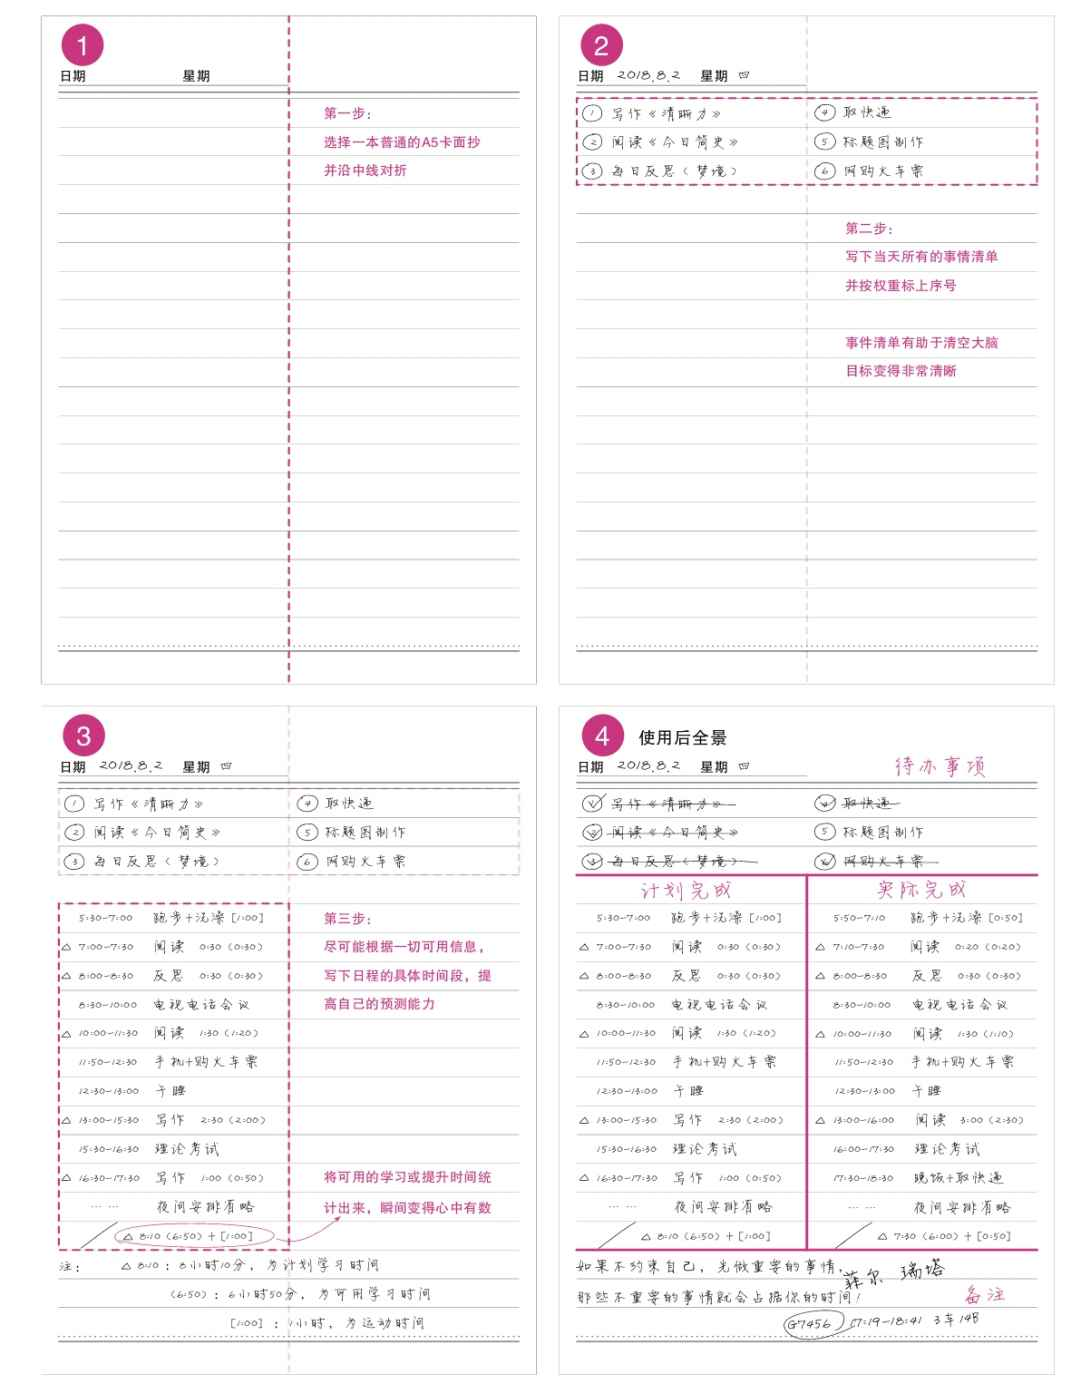 1
日期 星期
第一步：
选择一本普通的A5卡面抄
并沿中线对折
2
日期 2018.8.2 星期 四
① 写作《清晰力》 ④ 取快递
② 阅读《今日简史》 ⑤ 标题图制作
③ 每日反思（梦境） ⑥ 网购火车票
第二步：
写下当天所有的事情清单
并按权重标上序号
事件清单有助于清空大脑
目标变得非常清晰
3
日期 2018.8.2 星期 四
① 写作《清晰力》 ④ 取快递
② 阅读《今日简史》 ⑤ 标题图制作
③ 每日反思（梦境） ⑥ 网购火车票
5:30-7:00 跑步+洗澡 [1:00]
△ 7:00-7:30 阅读 0:30 (0:30)
△ 8:00-8:30 反思 0:30 (0:30)
8:30-10:00 电视电话会议
△ 10:00-11:30 阅读 1:30 (1:20)
11:50-12:30 手机+购火车票
12:30-13:00 午睡
△ 13:00-15:30 写作 2:30 (2:00)
15:30-16:30 理论考试
△ 16:30-17:30 写作 1:00 (0:50)
…… 夜间安排省略
△ 8:10 (6:50) + [1:00]
第三步：
尽可能根据一切可用信息，
写下日程的具体时间段，提
高自己的预测能力
将可用的学习或提升时间统
计出来，瞬间变得心中有数
注： △ 8:10：8小时10分，为计划学习时间
(6:50)：6小时50分，为可用学习时间
[1:00]：1小时，为运动时间
4 使用后全景
日期 2018.8.2 星期 四
待办事项
① 写作《清晰力》 ④ 取快递
② 阅读《今日简史》 ⑤ 标题图制作
③ 每日反思（梦境） ⑥ 网购火车票
计划完成
5:30-7:00 跑步+洗澡 [1:00]
△ 7:00-7:30 阅读 0:30 (0:30)
△ 8:00-8:30 反思 0:30 (0:30)
8:30-10:00 电视电话会议
△ 10:00-11:30 阅读 1:30 (1:20)
11:50-12:30 手机+购火车票
12:30-13:00 午睡
△ 13:00-15:30 写作 2:30 (2:00)
15:30-16:30 理论考试
△ 16:30-17:30 写作 1:00 (0:50)
…… 夜间安排省略
△ 8:10 (6:50) + [1:00]
实际完成
5:50-7:10 跑步+洗澡 [0:50]
△ 7:10-7:30 阅读 0:20 (0:20)
△ 8:00-8:30 反思 0:30 (0:30)
8:30-10:00 电视电话会议
△ 10:00-11:30 阅读 1:30 (1:10)
11:50-12:30 手机+购火车票
12:30-13:00 午睡
△ 13:00-16:00 阅读 3:00 (2:30)
16:00-17:30 理论考试
17:30-18:30 晚饭+取快递
…… 夜间安排省略
△ 7:30 (6:00) + [0:50]
如果不约束自己，先做重要的事情，
那些不重要的事情就会占据你的时间！
菲尔 瑞塔
备注
G7456 17:19-18:41 3车14B